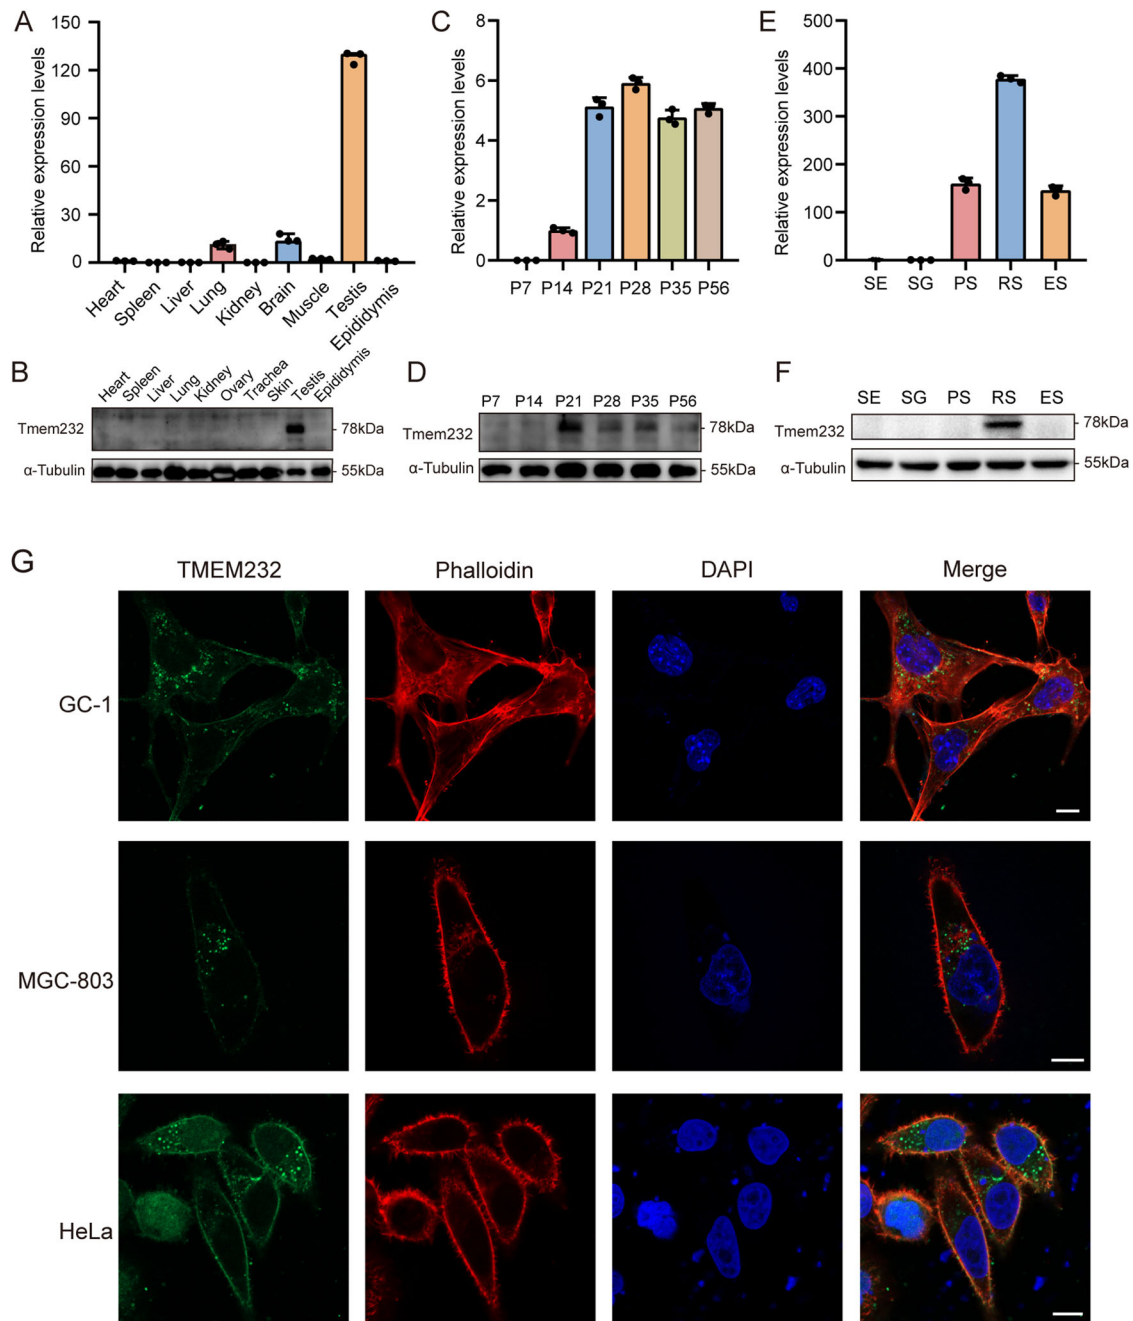 A
Relative expression levels
150
120
90
60
30
0
Heart
Spleen
Liver
Lung
Kidney
Brain
Muscle
Testis
Epididymis
C
Relative expression levels
8
6
4
2
0
P7 P14 P21 P28 P35 P56
E
Relative expression levels
500
400
300
200
100
0
SE SG PS RS ES
B
Heart
Spleen
Liver
Lung
Kidney
Ovary
Trachea
Skin
Testis
Epididymis
Tmem232
78kDa
α-Tubulin
55kDa
D
P7 P14 P21 P28 P35 P56
Tmem232
78kDa
α-Tubulin
55kDa
F
SE SG PS RS ES
Tmem232
78kDa
α-Tubulin
55kDa
G
TMEM232 Phalloidin DAPI Merge
GC-1
MGC-803
HeLa